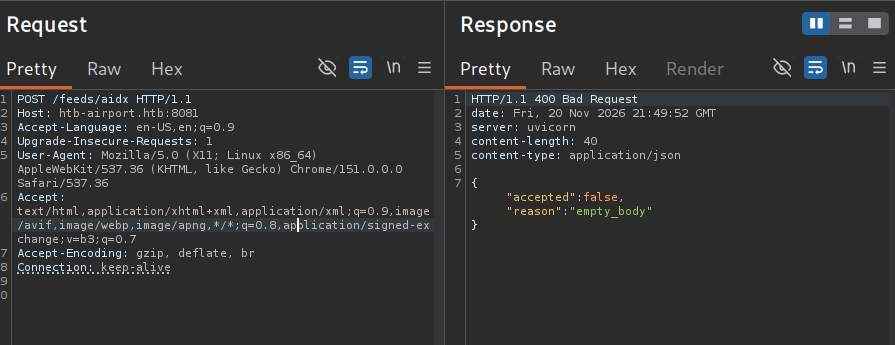 Request
Pretty Raw Hex \n
1 POST /feeds/aidx HTTP/1.1
2 Host: htb-airport.htb:8081
3 Accept-Language: en-US,en;q=0.9
4 Upgrade-Insecure-Requests: 1
5 User-Agent: Mozilla/5.0 (X11; Linux x86_64)
AppleWebKit/537.36 (KHTML, like Gecko) Chrome/151.0.0.0
Safari/537.36
6 Accept:
text/html,application/xhtml+xml,application/xml;q=0.9,image
/avif,image/webp,image/apng,*/*;q=0.8,application/signed-ex
change;v=b3;q=0.7
7 Accept-Encoding: gzip, deflate, br
8 Connection: keep-alive
9
0
Response
Pretty Raw Hex Render \n
1 HTTP/1.1 400 Bad Request
2 date: Fri, 20 Nov 2026 21:49:52 GMT
3 server: uvicorn
4 content-length: 40
5 content-type: application/json
6
7 {
"accepted":false,
"reason":"empty_body"
}